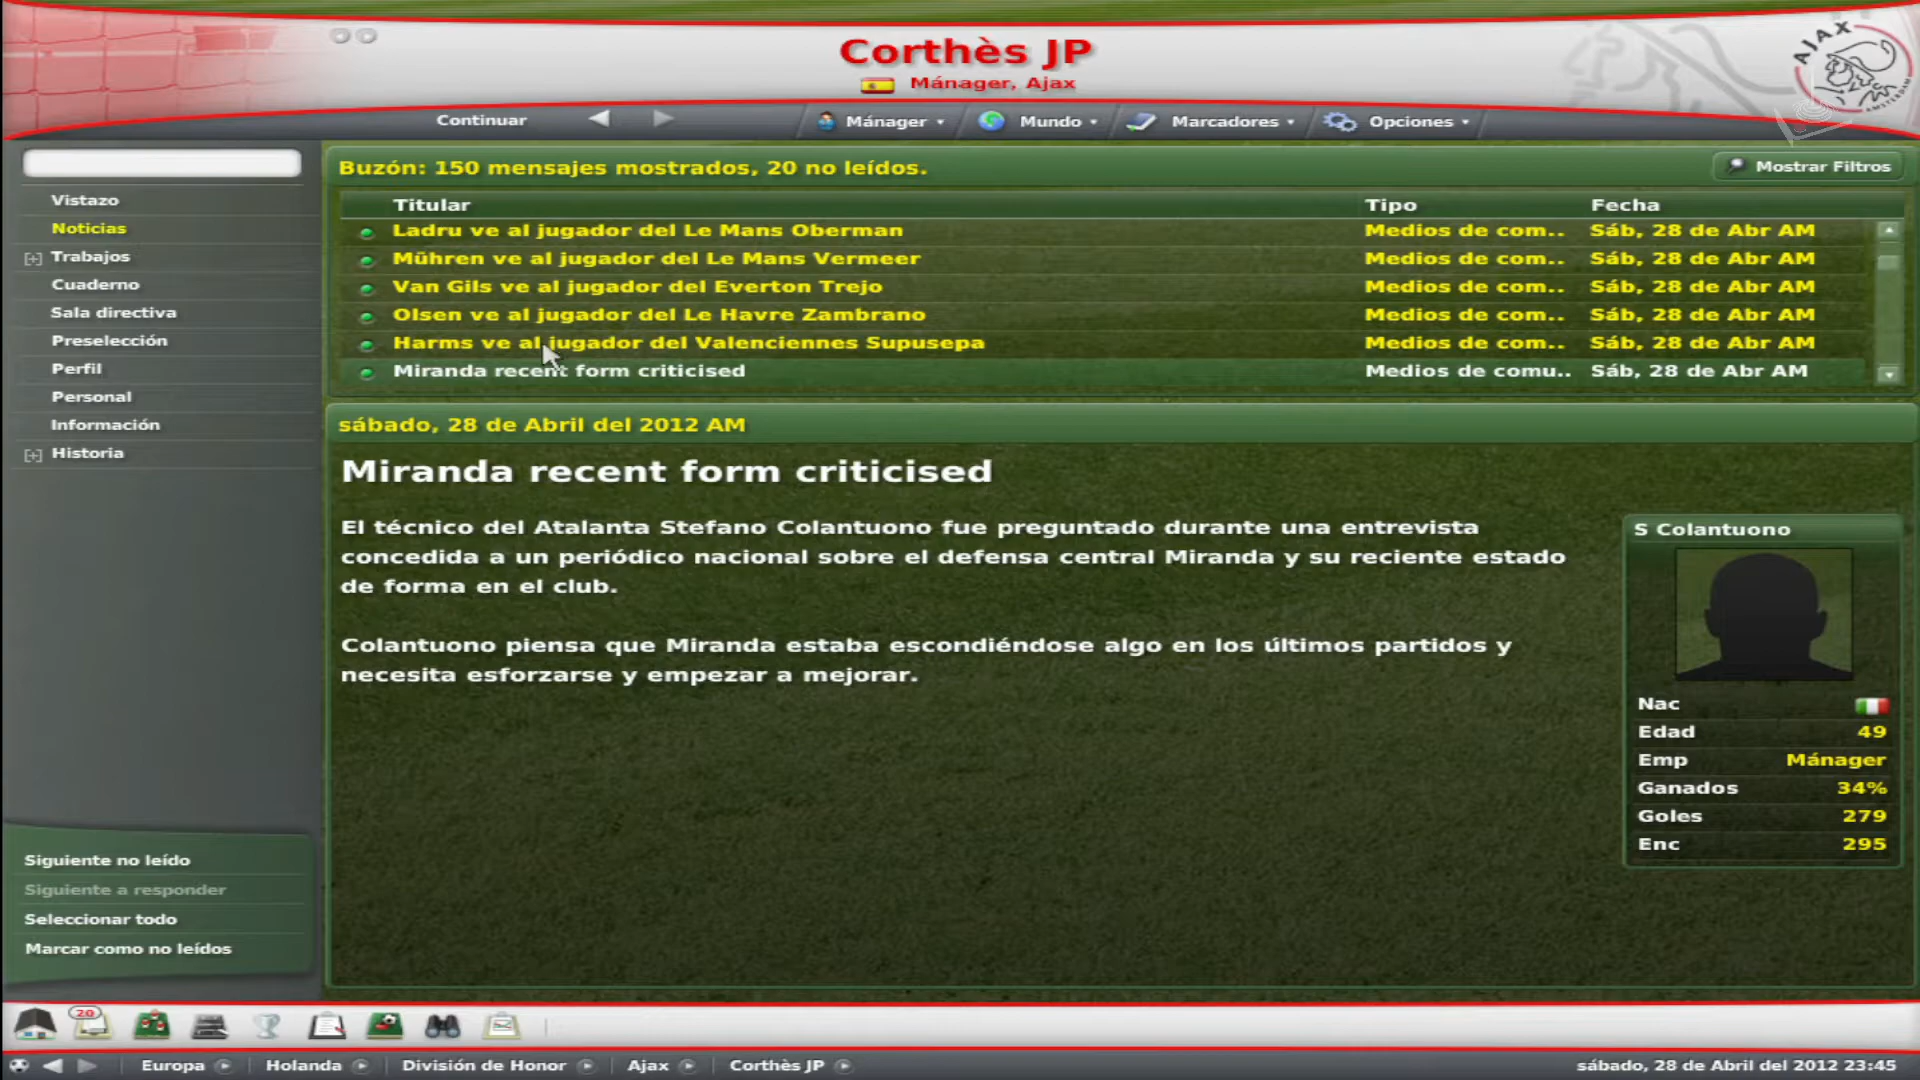 Corthès JP
Mánager, Ajax
AJAX
AMSTERDAM
Continuar
Mánager
Mundo
Marcadores
Opciones
Vistazo
Noticias
[+] Trabajos
Cuaderno
Sala directiva
Preselección
Perfil
Personal
Información
[+] Historia
Buzón: 150 mensajes mostrados, 20 no leídos.
Mostrar Filtros
Titular Tipo Fecha
Ladru ve al jugador del Le Mans Oberman Medios de com.. Sáb, 28 de Abr AM
Mühren ve al jugador del Le Mans Vermeer Medios de com.. Sáb, 28 de Abr AM
Van Gils ve al jugador del Everton Trejo Medios de com.. Sáb, 28 de Abr AM
Olsen ve al jugador del Le Havre Zambrano Medios de com.. Sáb, 28 de Abr AM
Harms ve al jugador del Valenciennes Supusepa Medios de com.. Sáb, 28 de Abr AM
Miranda recent form criticised Medios de comu.. Sáb, 28 de Abr AM
sábado, 28 de Abril del 2012 AM
Miranda recent form criticised
El técnico del Atalanta Stefano Colantuono fue preguntado durante una entrevista
concedida a un periódico nacional sobre el defensa central Miranda y su reciente estado
de forma en el club.
Colantuono piensa que Miranda estaba escondiéndose algo en los últimos partidos y
necesita esforzarse y empezar a mejorar.
S Colantuono
Nac
Edad 49
Emp Mánager
Ganados 34%
Goles 279
Enc 295
Siguiente no leído
Siguiente a responder
Seleccionar todo
Marcar como no leídos
20
Europa
Holanda
División de Honor
Ajax
Corthès JP
sábado, 28 de Abril del 2012 23:45